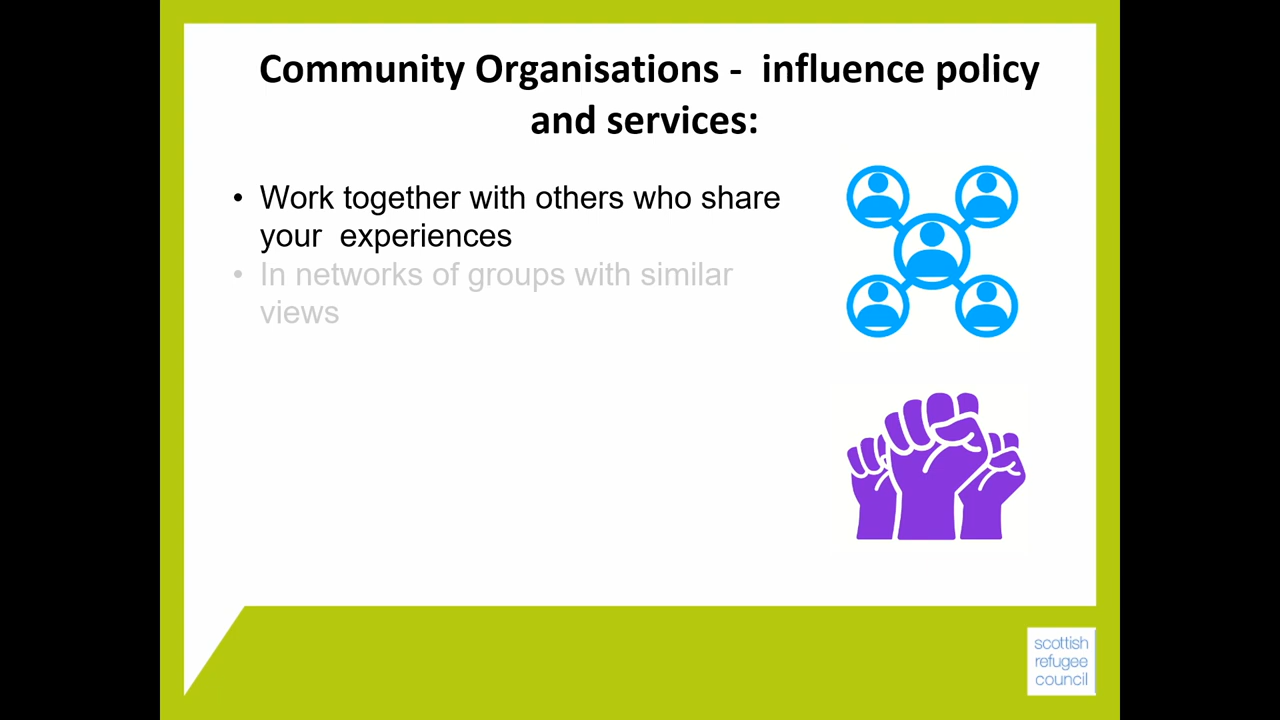 Community Organisations -  influence policy
and services:
• Work together with others who share
your  experiences
• In networks of groups with similar
views
scottish
refugee
council